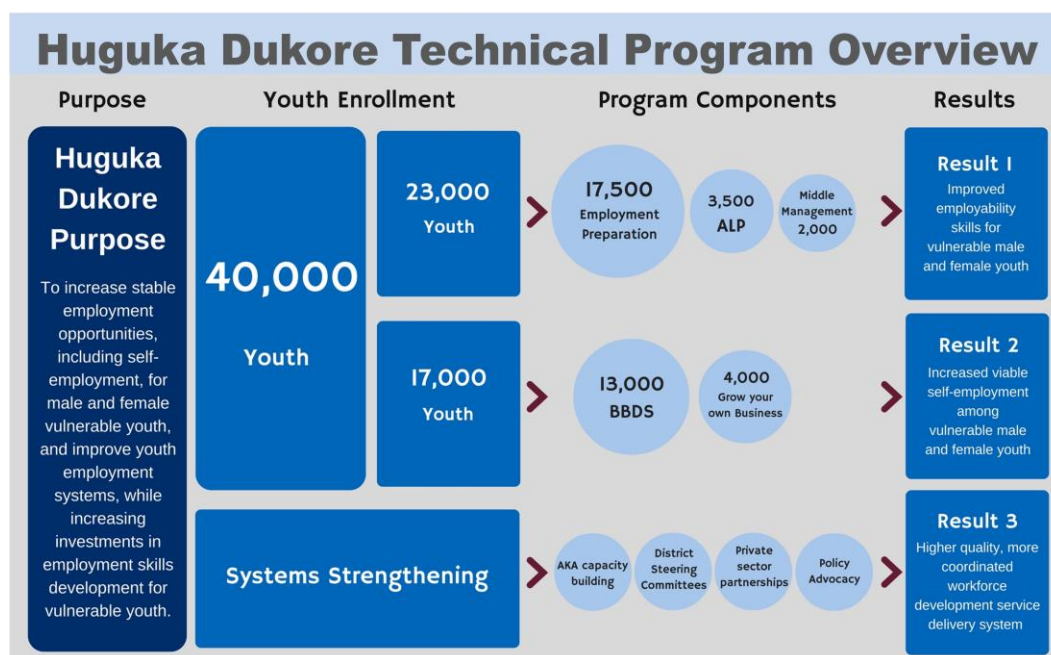 Huguka Dukore Technical Program Overview
Purpose
Youth Enrollment
Program Components
Results
Huguka
Dukore
Purpose
To increase stable
employment
opportunities,
including self-
employment, for
male and female
vulnerable youth,
and improve youth
employment
systems, while
increasing
investments in
employment skills
development for
vulnerable youth.
40,000
Youth
23,000
Youth
17,500
Employment
Preparation
3,500
ALP
Middle
Management
2,000
Result 1
Improved
employability
skills for
vulnerable male
and female youth
17,000
Youth
13,000
BBDS
4,000
Grow your
own Business
Result 2
Increased viable
self-employment
among
vulnerable male
and female youth
Systems Strengthening
AKA capacity
building
District
Steering
Committees
Private
sector
partnerships
Policy
Advocacy
Result 3
Higher quality, more
coordinated
workforce
development service
delivery system